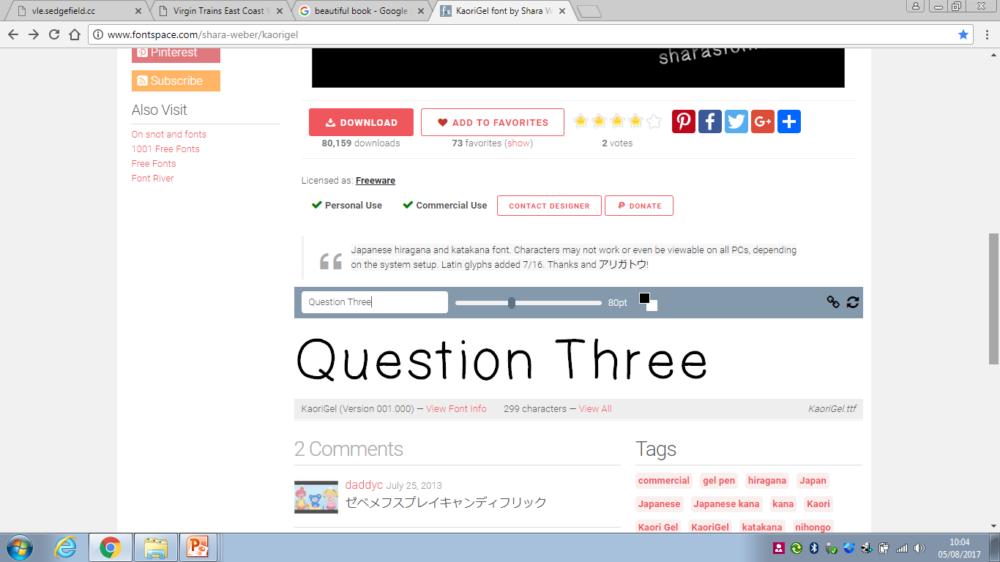 vle.sedgefield.cc
Virgin Trains East Coast
beautiful book - Google
KaoriGel font by Shara W
www.fontspace.com/shara-weber/kaorigel
Pinterest
Subscribe
Also Visit
On snot and fonts
1001 Free Fonts
Free Fonts
Font River
DOWNLOAD
ADD TO FAVORITES
80,159 downloads
73 favorites (show)
2 votes
Licensed as: Freeware
Personal Use
Commercial Use
CONTACT DESIGNER
DONATE
Japanese hiragana and katakana font. Characters may not work or even be viewable on all PCs, depending
on the system setup. Latin glyphs added 7/16. Thanks and アリガトウ!
Question Three
80pt
Question Three
KaoriGel (Version 001.000) — View Font Info
299 characters — View All
KaoriGel.ttf
2 Comments
daddyc July 25, 2013
ゼベメフスプレイキャンディフリック
Tags
commercial gel pen hiragana Japan
Japanese Japanese kana kana Kaori
Kaori Gel KaoriGel katakana nihongo
10:04
05/08/2017